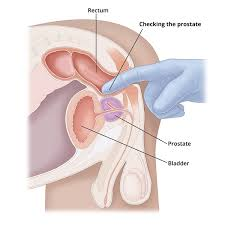 Rectum
Checking the prostate
Prostate
Bladder